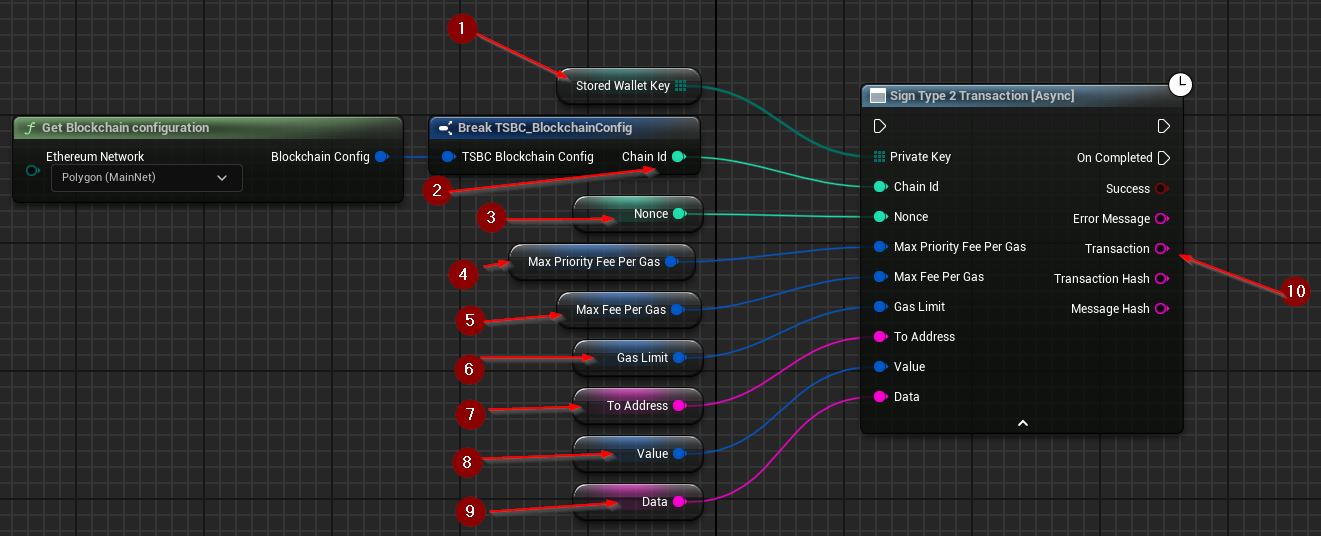 1
Stored Wallet Key
Sign Type 2 Transaction [Async]
f Get Blockchain configuration
Ethereum Network
Blockchain Config
Polygon (MainNet)
Break TSBC_BlockchainConfig
TSBC Blockchain Config
Chain Id
2
3
Nonce
4
Max Priority Fee Per Gas
5
Max Fee Per Gas
6
Gas Limit
7
To Address
8
Value
9
Data
Private Key
On Completed
Chain Id
Success
Nonce
Error Message
Max Priority Fee Per Gas
Transaction
Max Fee Per Gas
Transaction Hash
Gas Limit
Message Hash
To Address
Value
Data
10